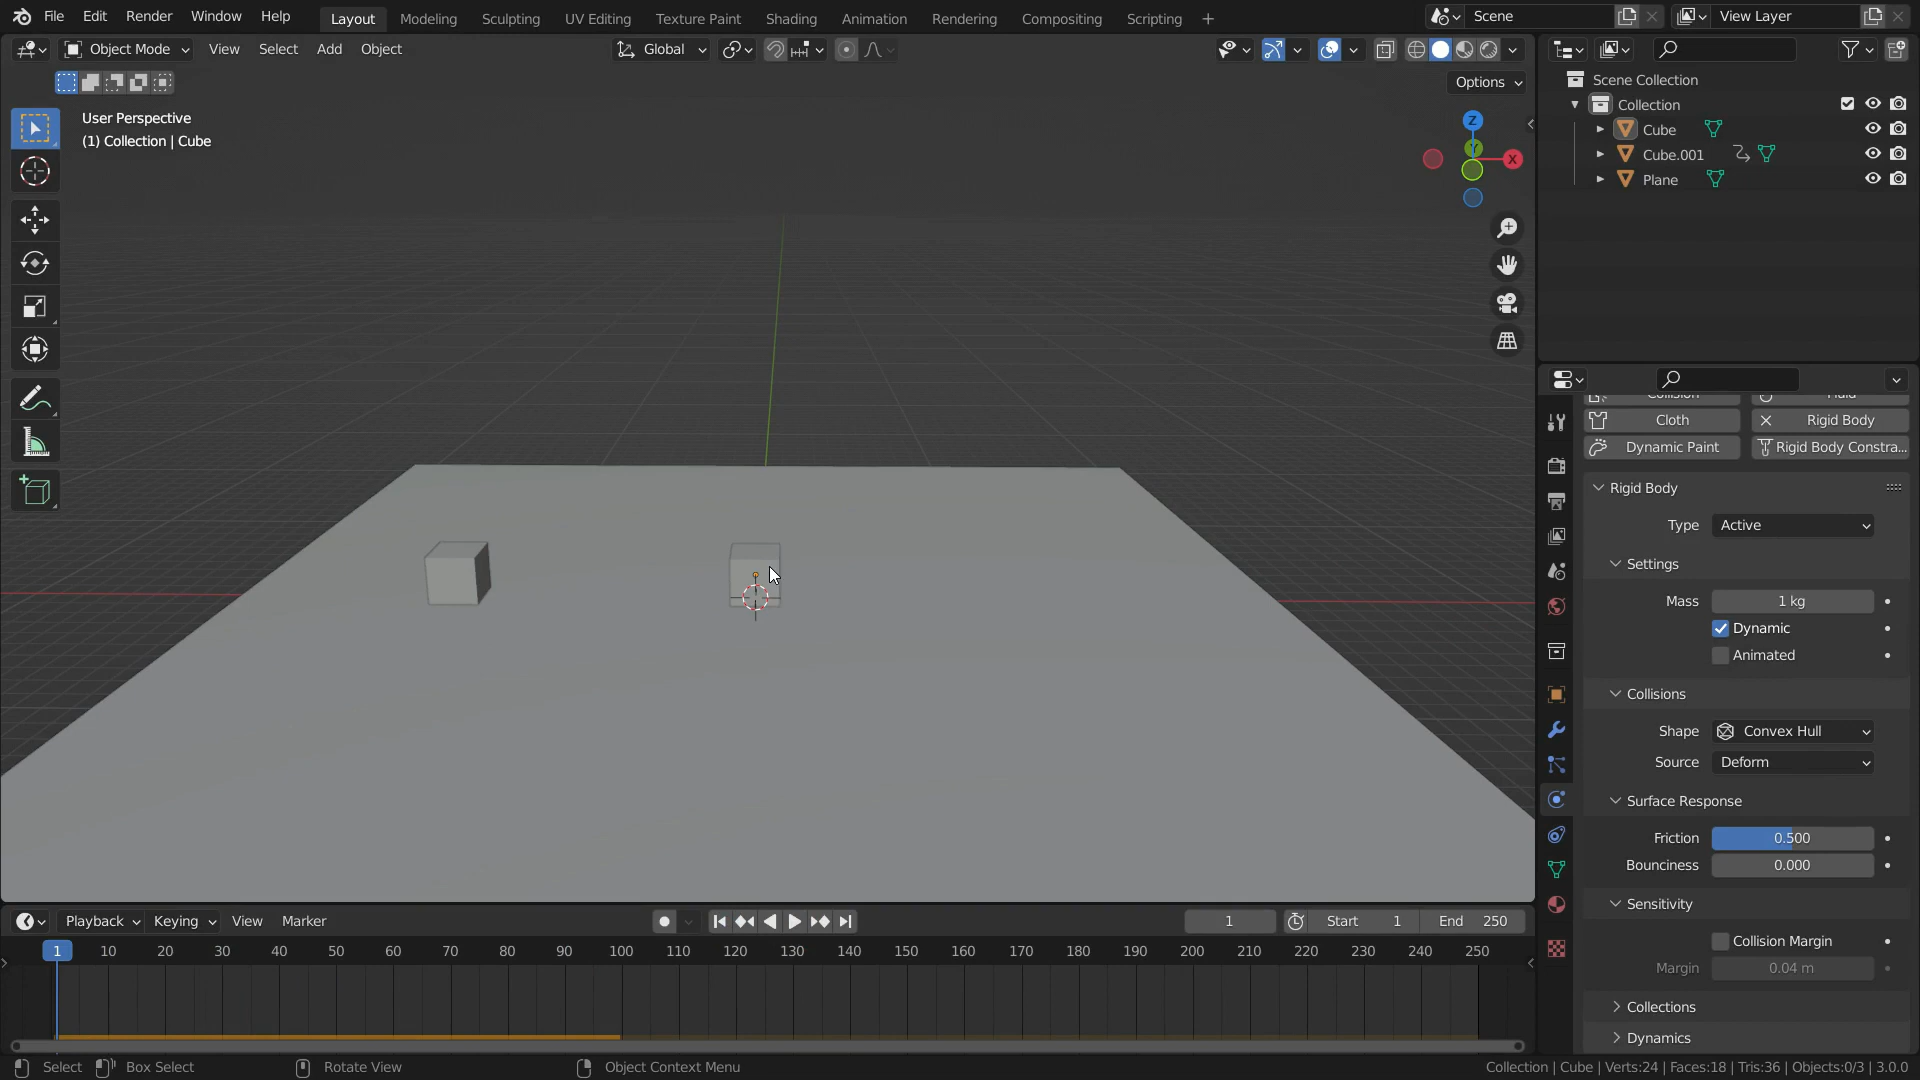 File Edit Render Window Help
Layout Modeling Sculpting UV Editing Texture Paint Shading Animation Rendering Compositing Scripting +
Scene
View Layer
Object Mode View Select Add Object
Global
Options
User Perspective
(1) Collection | Cube
Z
Y
X
Scene Collection
Collection
Cube
Cube.001
Plane
Collision Fluid
Cloth Rigid Body
Dynamic Paint Rigid Body Constra...
Rigid Body
Type Active
Settings
Mass 1 kg
Dynamic
Animated
Collisions
Shape Convex Hull
Source Deform
Surface Response
Friction 0.500
Bounciness 0.000
Sensitivity
Collision Margin
Margin 0.04 m
Collections
Dynamics
Playback Keying View Marker
1 Start 1 End 250
1 10 20 30 40 50 60 70 80 90 100 110 120 130 140 150 160 170 180 190 200 210 220 230 240 250
Select Box Select Rotate View Object Context Menu
Collection | Cube | Verts:24 | Faces:18 | Tris:36 | Objects:0/3 | 3.0.0